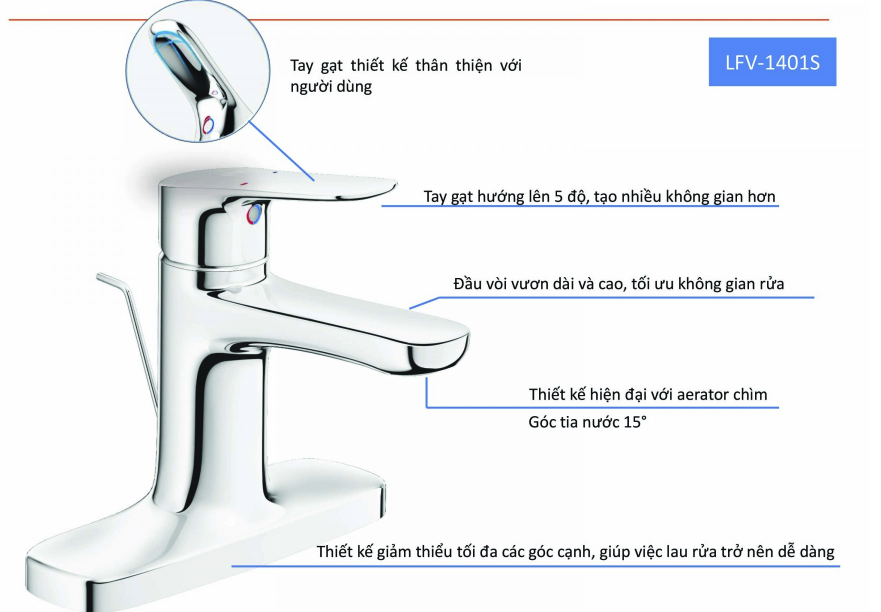 LFV-1401S
Tay gạt thiết kế thân thiện với
người dùng
Tay gạt hướng lên 5 độ, tạo nhiều không gian hơn
Đầu vòi vươn dài và cao, tối ưu không gian rửa
Thiết kế hiện đại với aerator chìm
Góc tia nước 15°
Thiết kế giảm thiểu tối đa các góc cạnh, giúp việc lau rửa trở nên dễ dàng